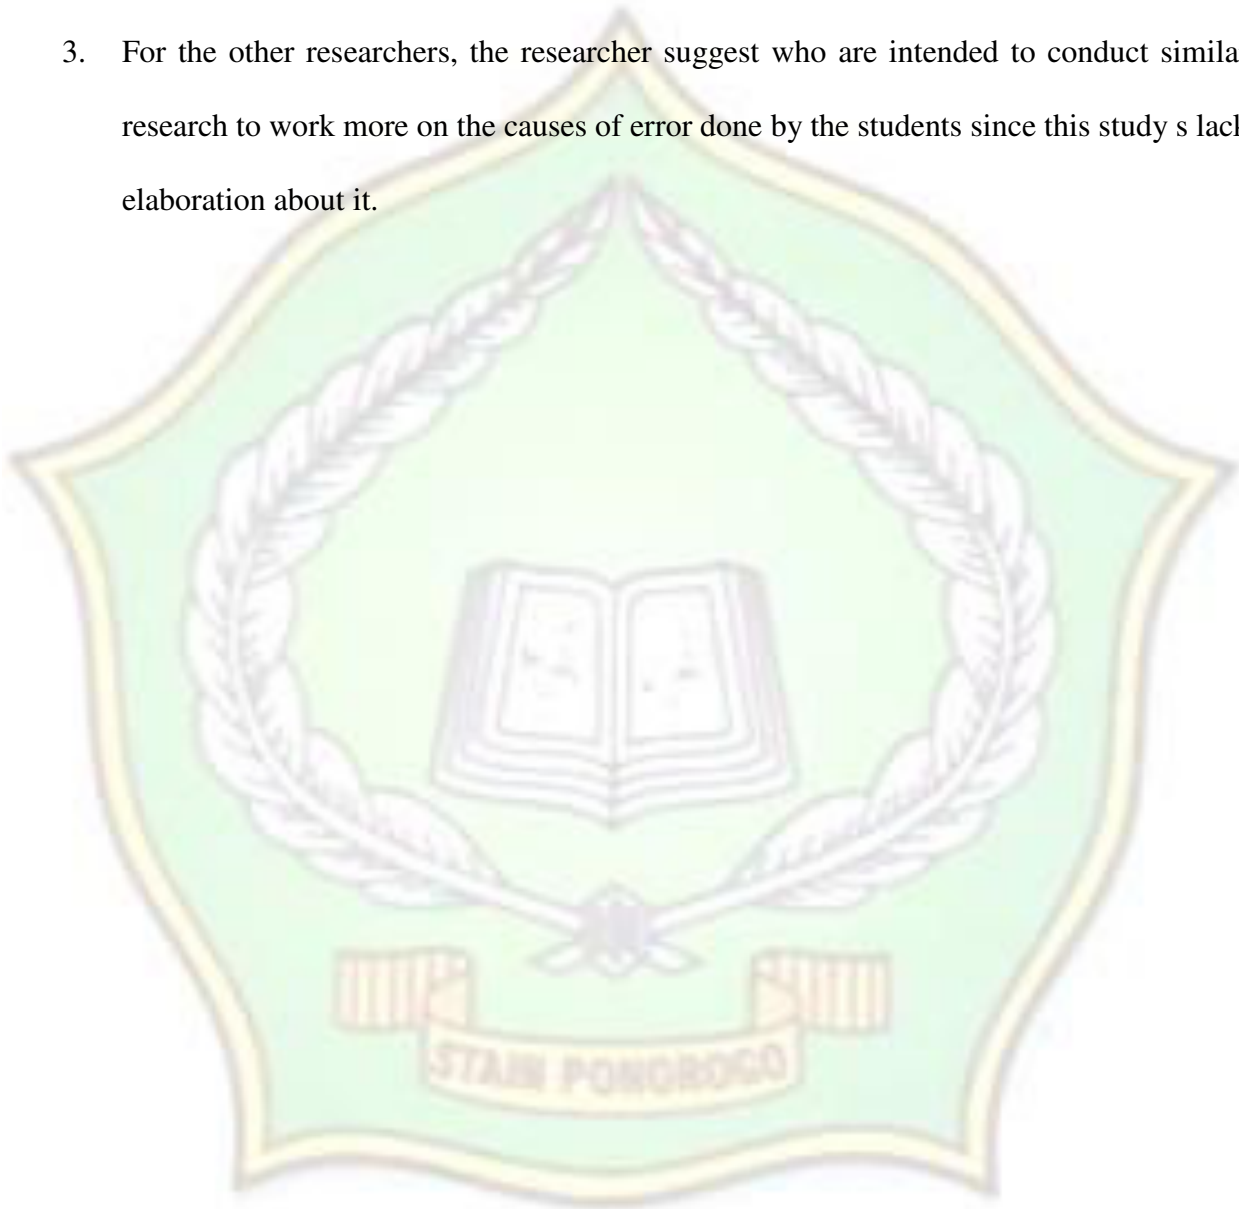 3. For the other researchers, the researcher suggest who are intended to conduct simila
research to work more on the causes of error done by the students since this study s lack
elaboration about it.
STAIN PONOROGO